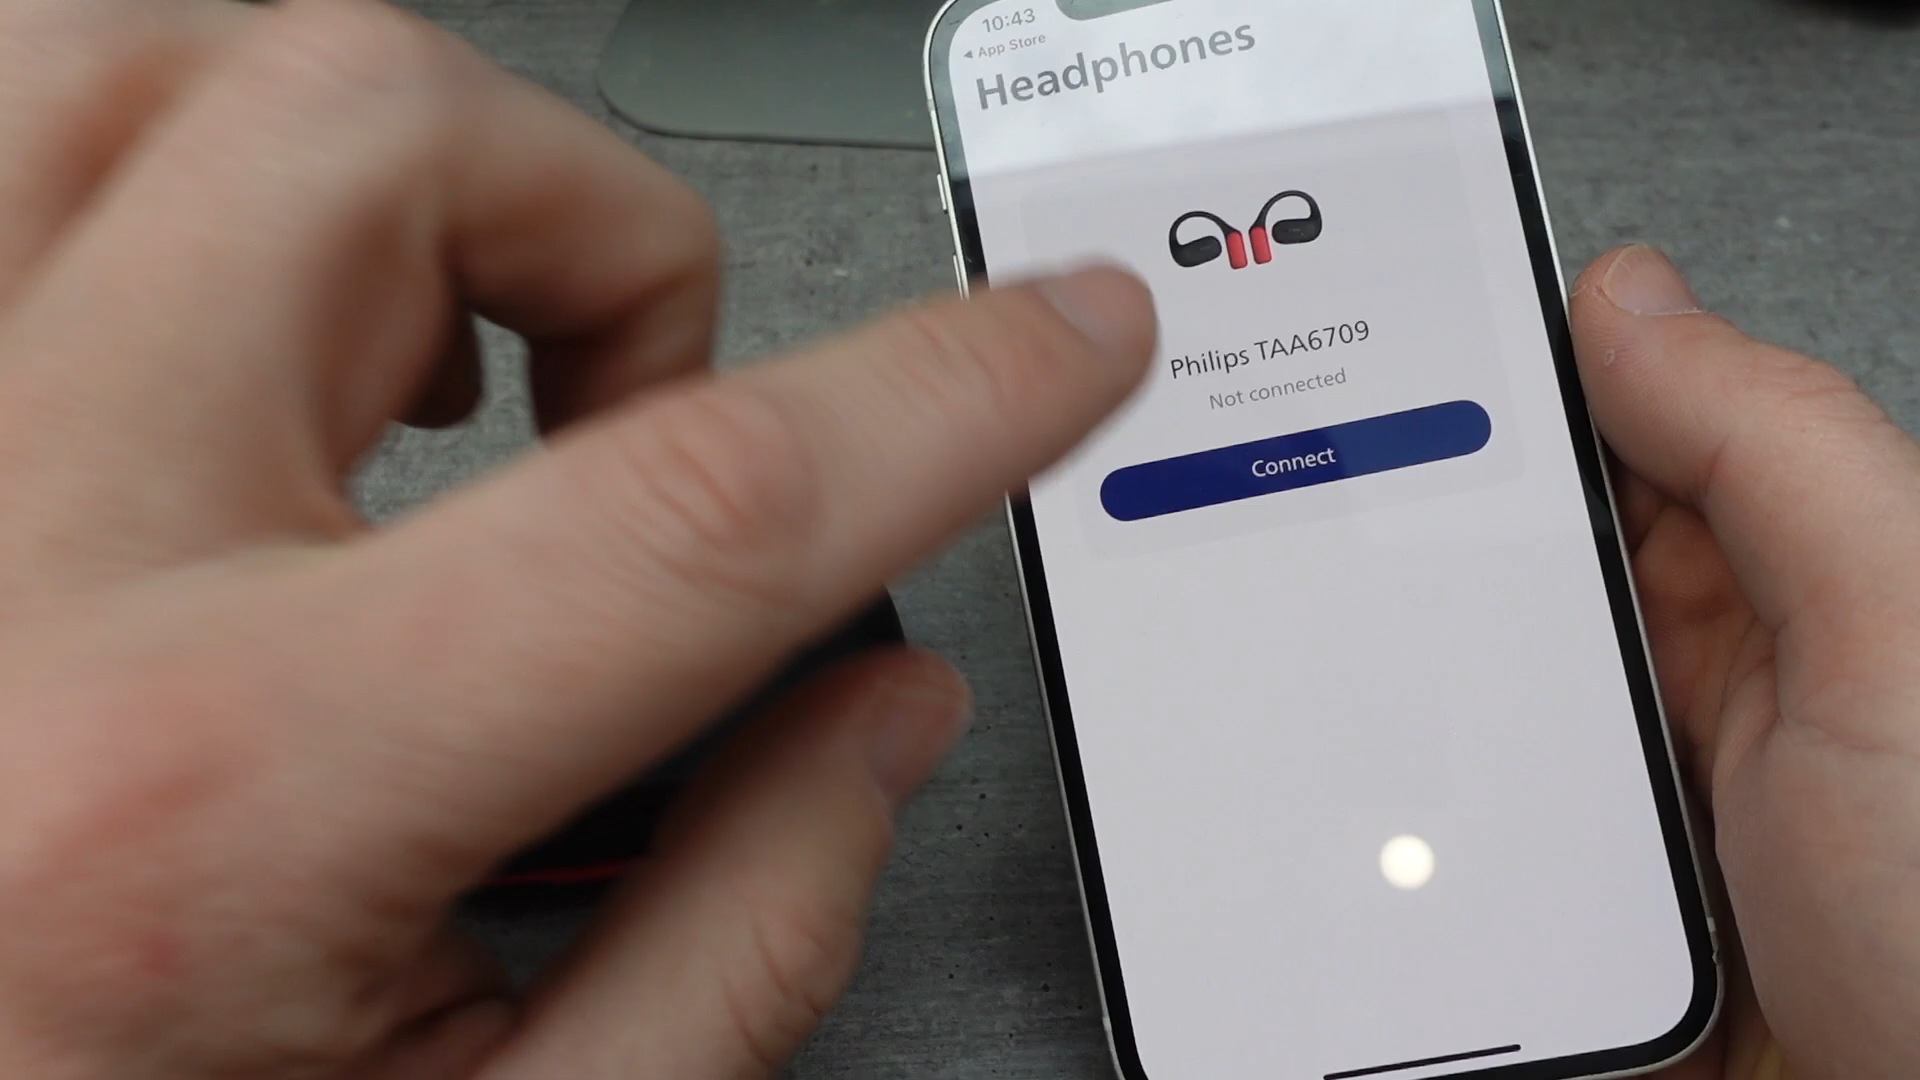 10:43
◀ App Store
Headphones
Philips TAA6709
Not connected
Connect